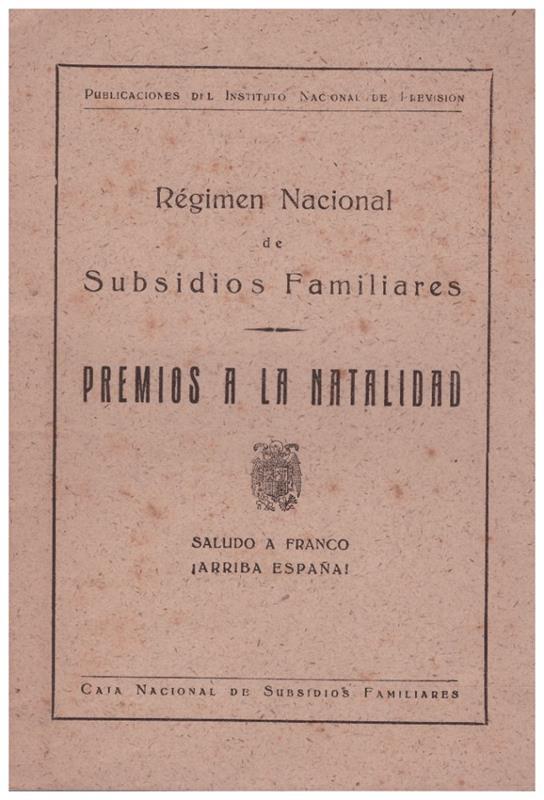 PUBLICACIONES DEL INSTITUTO NACIONAL DE PREVISION
Régimen Nacional
de
Subsidios Familiares
PREMIOS A LA NATALIDAD
SALUDO A FRANCO
¡ARRIBA ESPAÑA!
CAJA NACIONAL DE SUBSIDIOS FAMILIARES